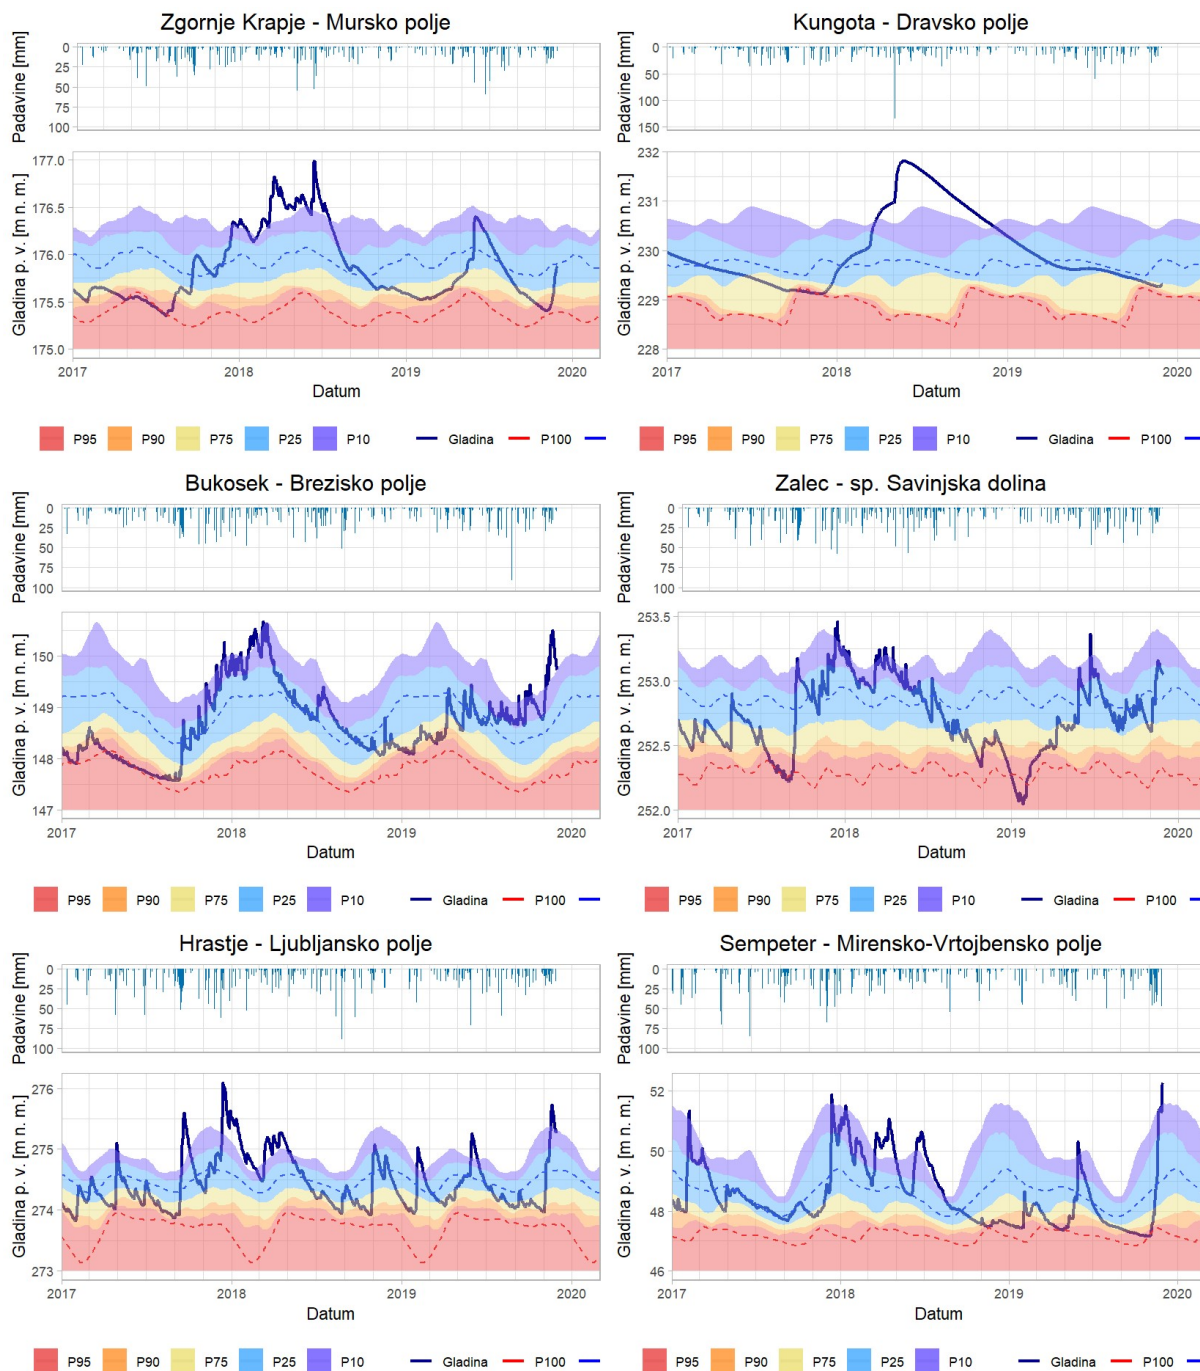 Zgornje Krapje - Mursko polje
Padavine [mm]
0
25
50
75
100
Gladina p. v. [m n. m.]
177.0
176.5
176.0
175.5
175.0
2017 2018 2019 2020
Datum
P95 P90 P75 P25 P10 Gladina P100
Kungota - Dravsko polje
Padavine [mm]
0
50
100
150
Gladina p. v. [m n. m.]
232
231
230
229
228
2017 2018 2019 2020
Datum
P95 P90 P75 P25 P10 Gladina P100
Bukosek - Brezisko polje
Padavine [mm]
0
25
50
75
100
Gladina p. v. [m n. m.]
150
149
148
147
2017 2018 2019 2020
Datum
P95 P90 P75 P25 P10 Gladina P100
Zalec - sp. Savinjska dolina
Padavine [mm]
0
25
50
75
100
Gladina p. v. [m n. m.]
253.5
253.0
252.5
252.0
2017 2018 2019 2020
Datum
P95 P90 P75 P25 P10 Gladina P100
Hrastje - Ljubljansko polje
Padavine [mm]
0
25
50
75
100
Gladina p. v. [m n. m.]
276
275
274
273
2017 2018 2019 2020
Datum
P95 P90 P75 P25 P10 Gladina P100
Sempeter - Mirensko-Vrtojbensko polje
Padavine [mm]
0
25
50
75
100
Gladina p. v. [m n. m.]
52
50
48
46
2017 2018 2019 2020
Datum
P95 P90 P75 P25 P10 Gladina P100